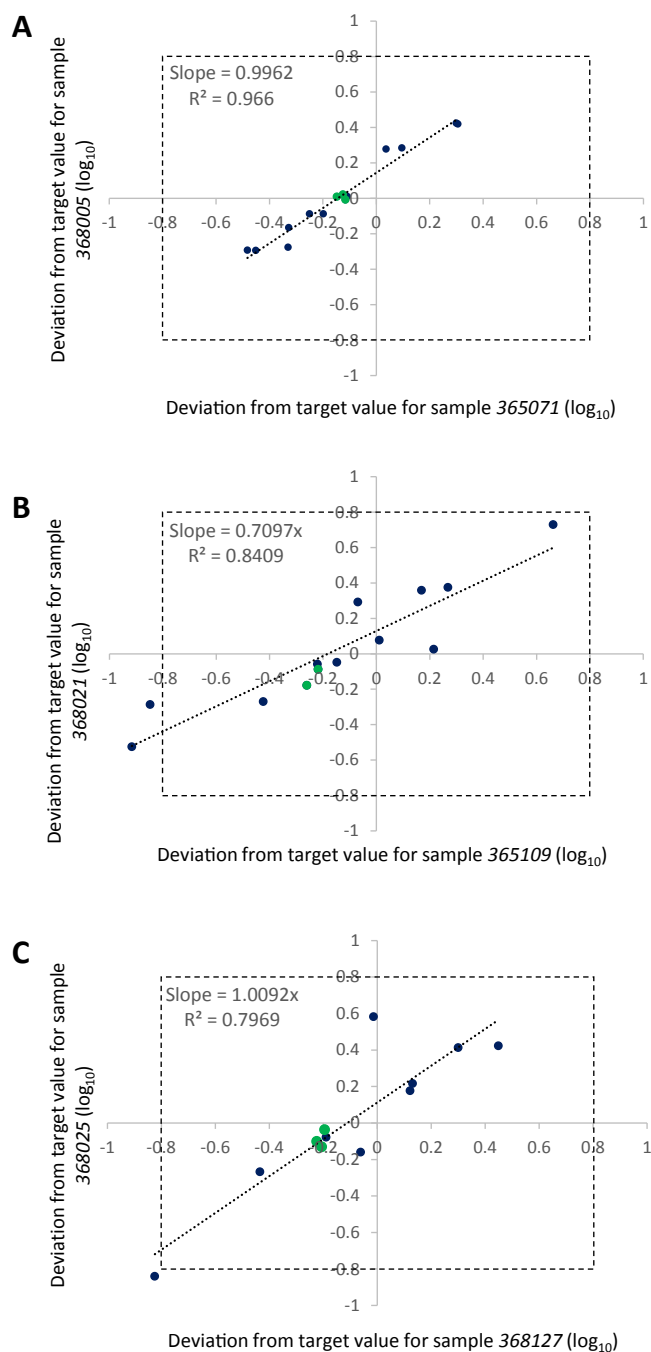 A
Deviation from target value for sample
368005 (log₁₀)
1
0.8
Slope = 0.9962
R² = 0.966
0.6
0.4
0.2
0
-1 -0.8 -0.6 -0.4 -0.2 0 0.2 0.4 0.6 0.8 1
-0.2
-0.4
-0.6
-0.8
-1
Deviation from target value for sample 365071 (log₁₀)
B
Deviation from target value for sample
368021 (log₁₀)
1
0.8
Slope = 0.7097x
R² = 0.8409
0.6
0.4
0.2
0
-1 -0.8 -0.6 -0.4 -0.2 0 0.2 0.4 0.6 0.8 1
-0.2
-0.4
-0.6
-0.8
-1
Deviation from target value for sample 365109 (log₁₀)
C
Deviation from target value for sample
368025 (log₁₀)
1
0.8
Slope = 1.0092x
R² = 0.7969
0.6
0.4
0.2
0
-1 -0.8 -0.6 -0.4 -0.2 0 0.2 0.4 0.6 0.8 1
-0.2
-0.4
-0.6
-0.8
-1
Deviation from target value for sample 368127 (log₁₀)